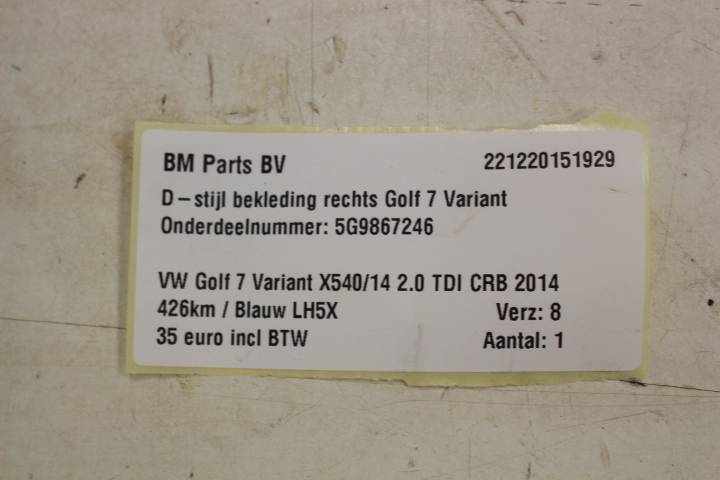 BM Parts BV 221220151929
D-stijl bekleding rechts Golf 7 Variant
Onderdeelnummer: 5G9867246
VW Golf 7 Variant X540/14 2.0 TDI CRB 2014
426km / Blauw LH5X Verz: 8
35 euro incl BTW Aantal: 1